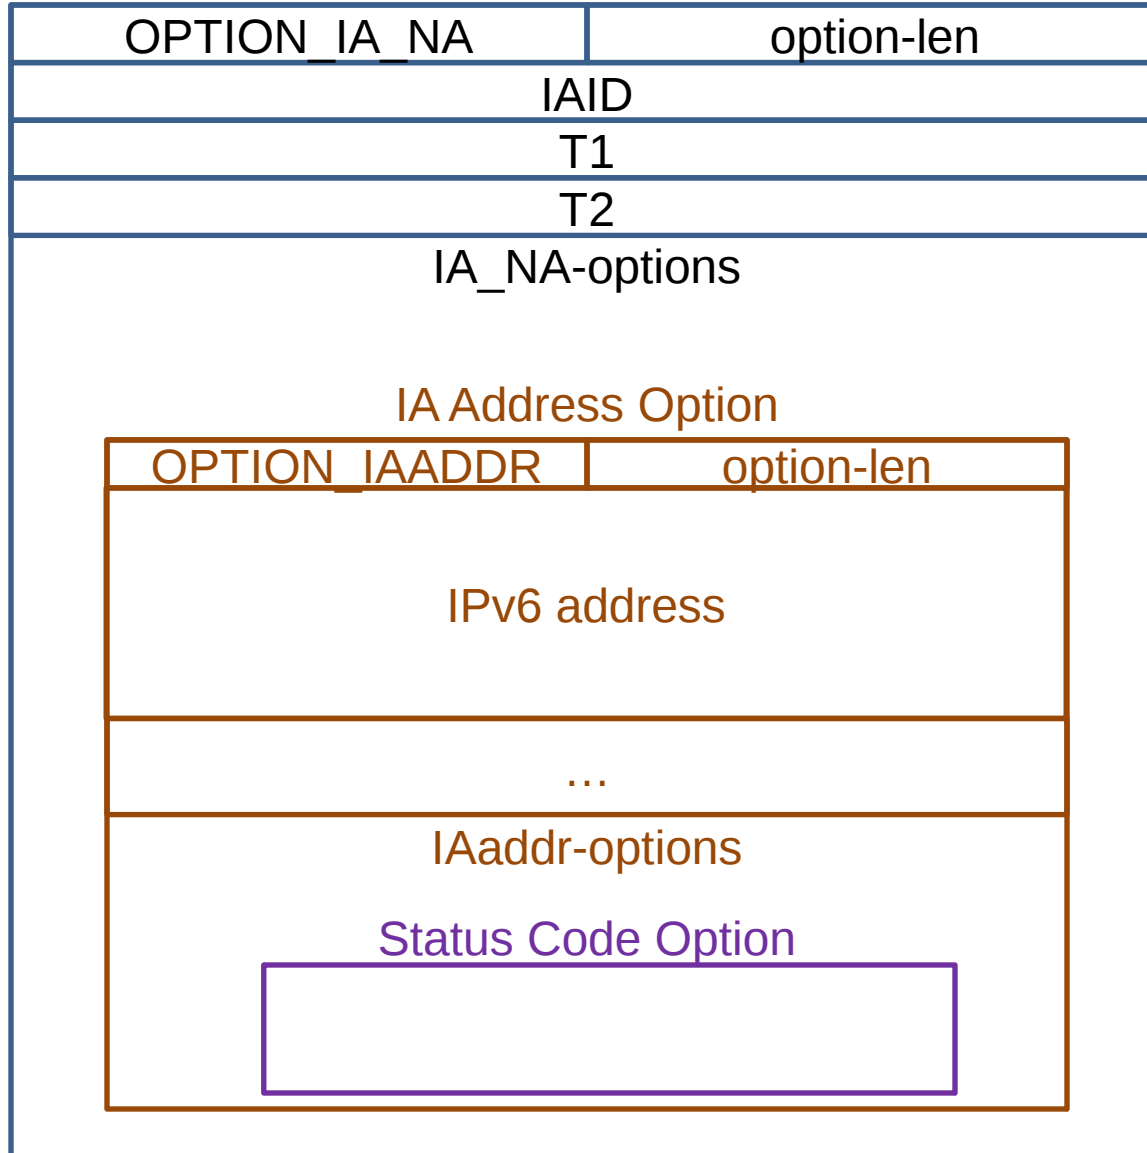 OPTION_IA_NA option-len
IAID
T1
T2
IA_NA-options
IA Address Option
OPTION_IAADDR option-len
IPv6 address
…
IAaddr-options
Status Code Option